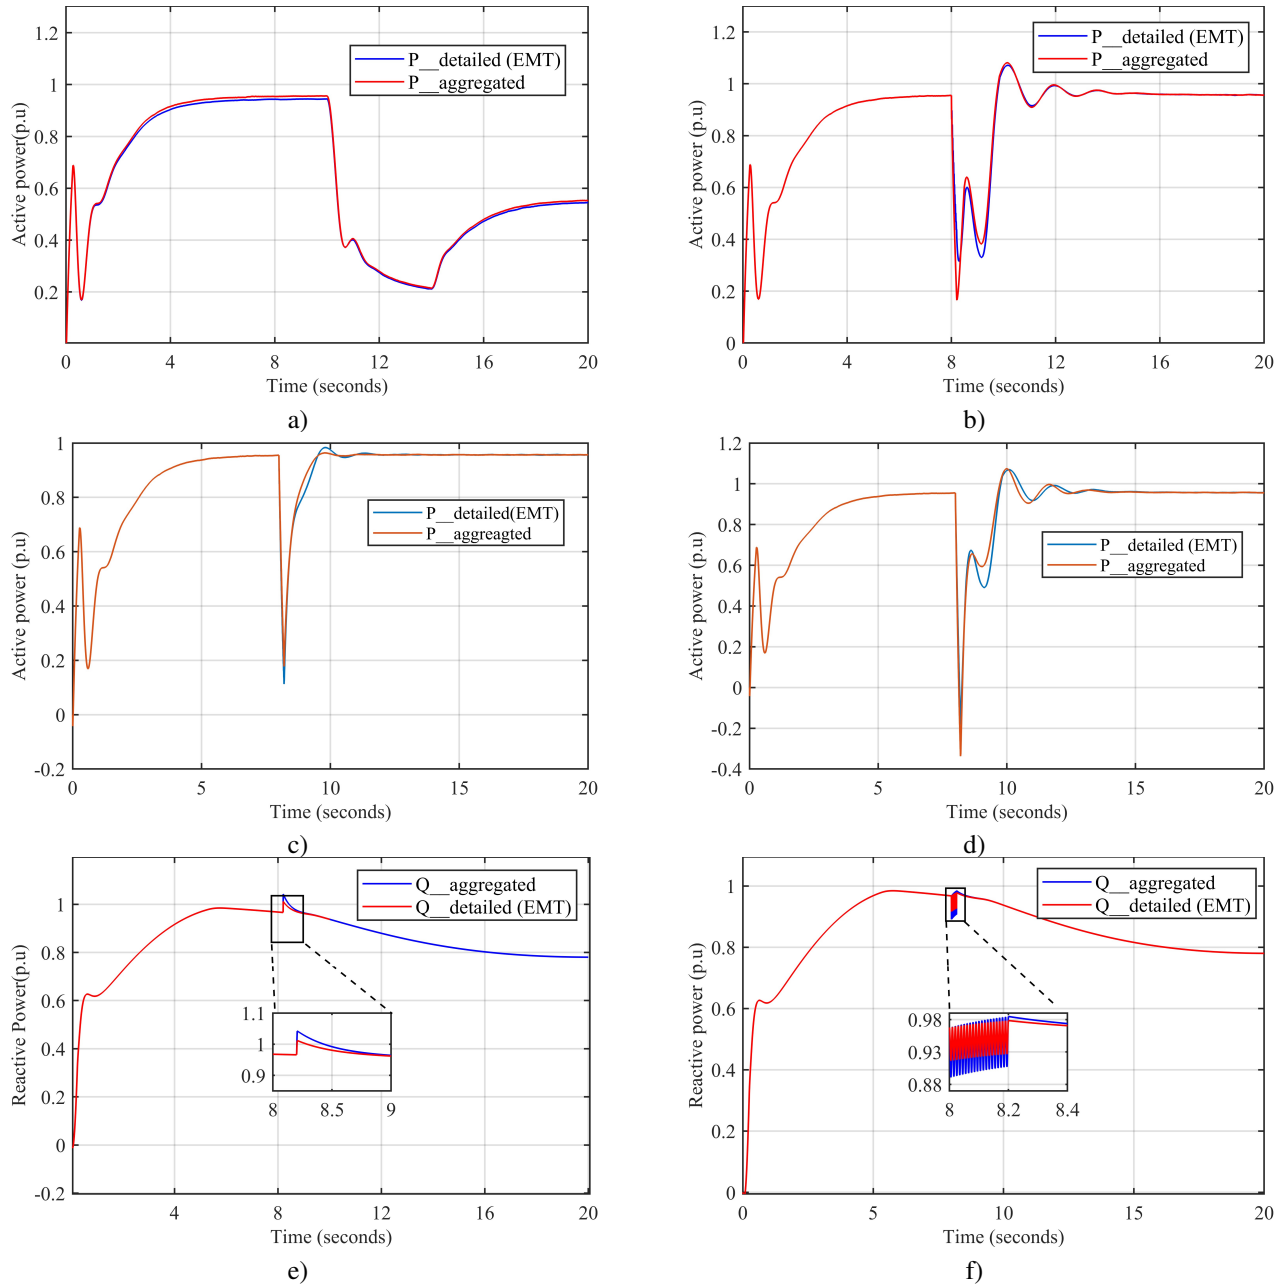 1.2
1
0.8
0.6
0.4
0.2
0
Active power(p.u)
P__detailed (EMT)
P__aggregated
0 4 8 12 16 20
Time (seconds)
a)
1.2
1
0.8
0.6
0.4
0.2
0
Active power (p.u)
P__detailed (EMT)
P__aggregated
0 4 8 12 16 20
Time (seconds)
b)
1
0.8
0.6
0.4
0.2
0
-0.2
Active power (p.u)
P__detailed(EMT)
P__aggreagted
0 5 10 15 20
Time (seconds)
c)
1.2
1
0.8
0.6
0.4
0.2
0
-0.2
-0.4
Active power (p.u)
P__detailed (EMT)
P__aggregated
0 5 10 15 20
Time (seconds)
d)
1
0.8
0.6
0.4
0.2
0
-0.2
Reactive Power(p.u)
Q__aggregated
Q__detailed (EMT)
1.1
1
0.9
8 8.5 9
4 8 12 16 20
Time (seconds)
e)
1
0.8
0.6
0.4
0.2
0
Reactive power (p.u)
Q__aggregated
Q__detailed (EMT)
0.98
0.93
0.88
8 8.2 8.4
0 5 10 15 20
Time (seconds)
f)